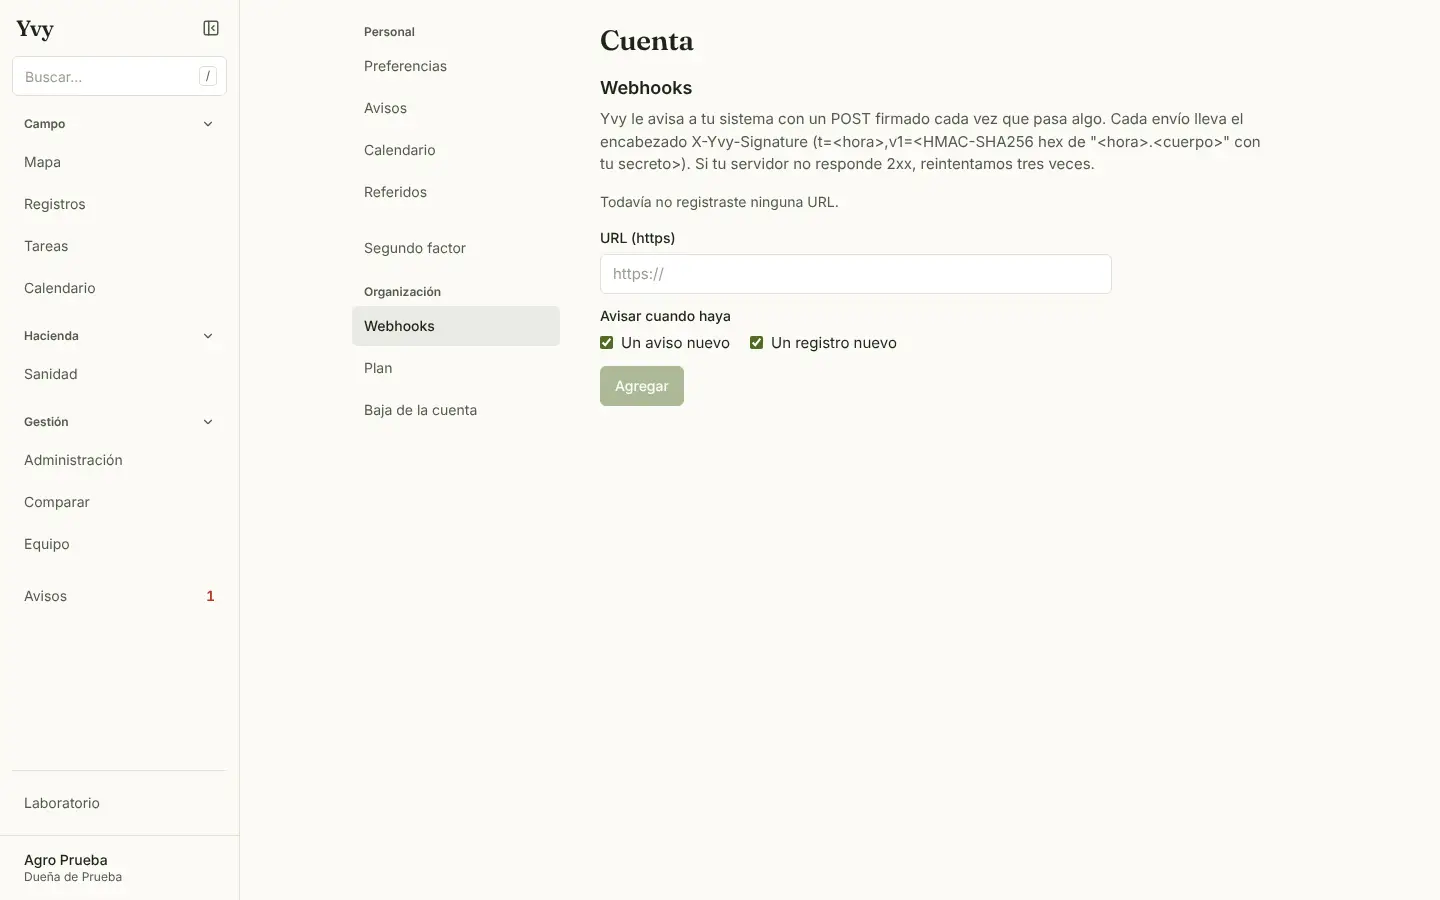 Yvy
Buscar...
/
Campo
Mapa
Registros
Tareas
Calendario
Hacienda
Sanidad
Gestión
Administración
Comparar
Equipo
Avisos
1
Laboratorio
Agro Prueba
Dueña de Prueba
Personal
Preferencias
Avisos
Calendario
Referidos
Segundo factor
Organización
Webhooks
Plan
Baja de la cuenta
Cuenta
Webhooks
Yvy le avisa a tu sistema con un POST firmado cada vez que pasa algo. Cada envío lleva el
encabezado X-Yvy-Signature (t=<hora>,v1=<HMAC-SHA256 hex de "<hora>.<cuerpo>" con
tu secreto>). Si tu servidor no responde 2xx, reintentamos tres veces.
Todavía no registraste ninguna URL.
URL (https)
https://
Avisar cuando haya
Un aviso nuevo
Un registro nuevo
Agregar